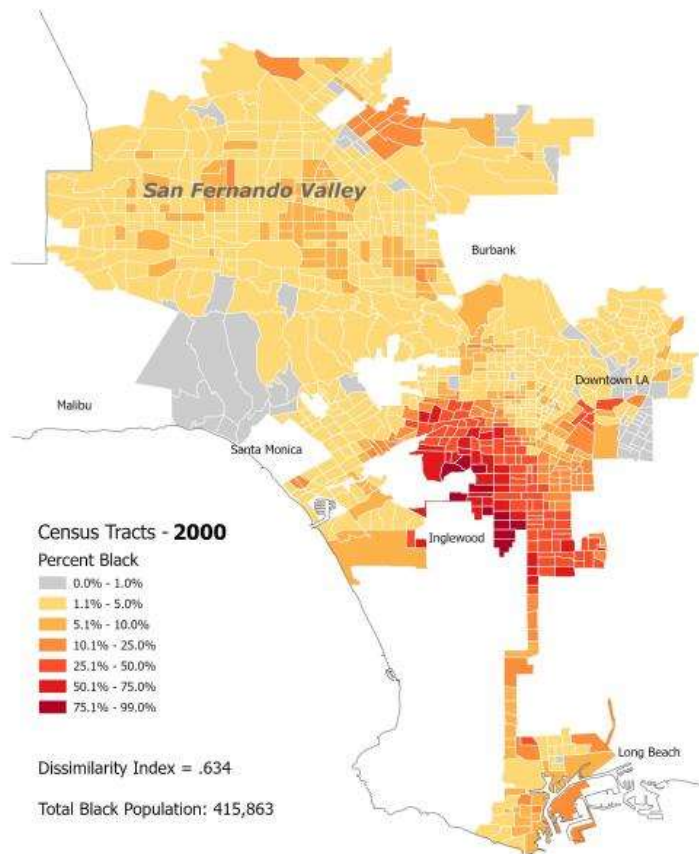 San Fernando Valley
Burbank
Downtown LA
Malibu
Santa Monica
Inglewood
Census Tracts - 2000
Percent Black
0.0% - 1.0%
1.1% - 5.0%
5.1% - 10.0%
10.1% - 25.0%
25.1% - 50.0%
50.1% - 75.0%
75.1% - 99.0%
Long Beach
Dissimilarity Index = .634
Total Black Population: 415,863